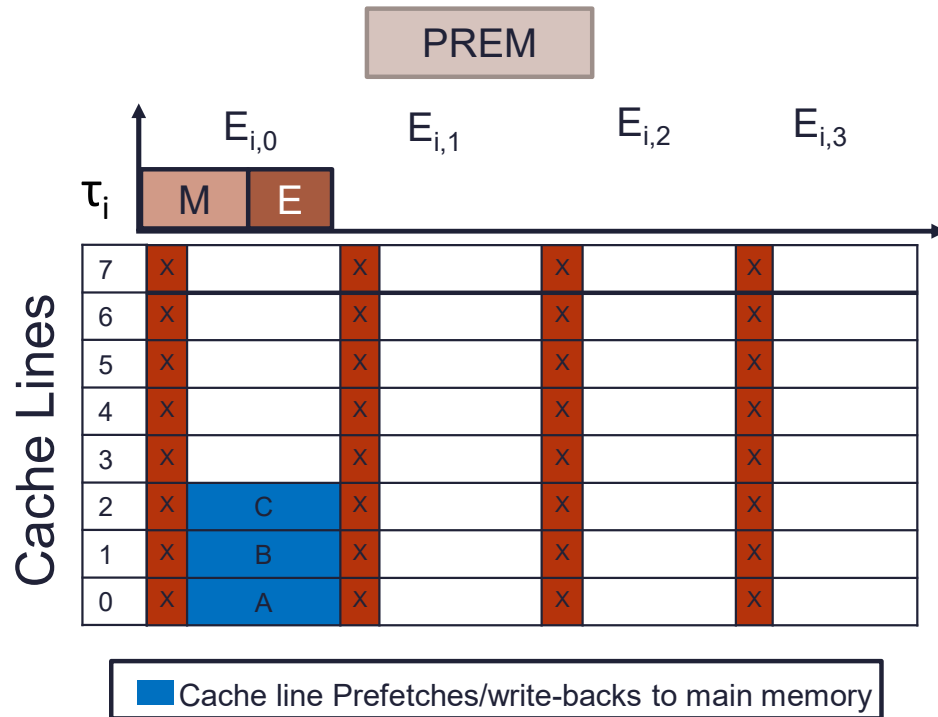 PREM
E_{i,0} E_{i,1} E_{i,2} E_{i,3}
τ_i M E
Cache Lines
7 X X X X
6 X X X X
5 X X X X
4 X X X X
3 X X X X
2 X C X X X
1 X B X X X
0 X A X X X
Cache line Prefetches/write-backs to main memory